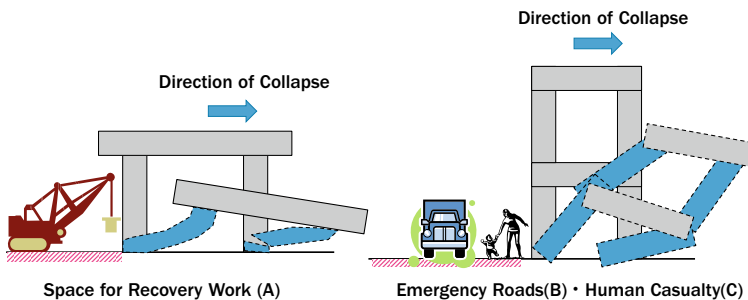 Direction of Collapse
Direction of Collapse
Space for Recovery Work (A)
Emergency Roads(B)・Human Casualty(C)